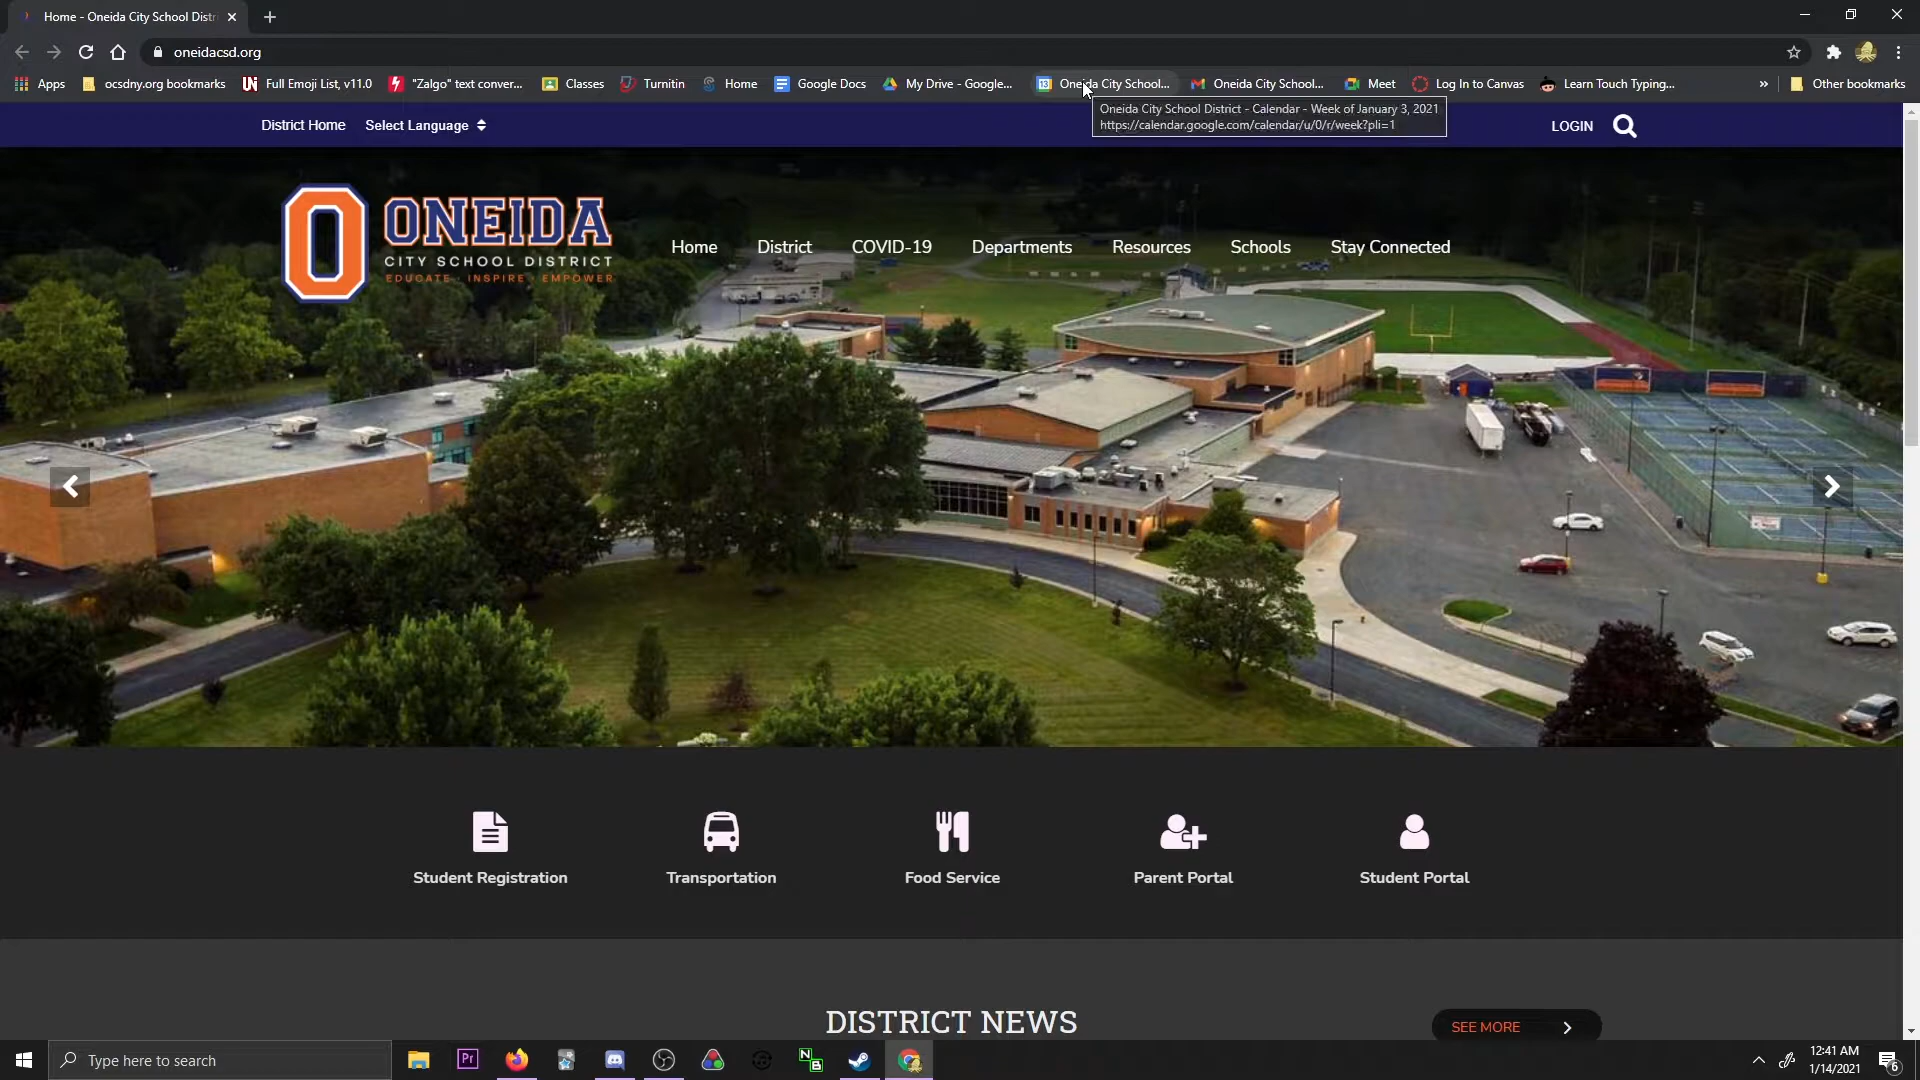 Home - Oneida City School Distr
oneidacsd.org
Apps
ocsdny.org bookmarks
Full Emoji List, v11.0
"Zalgo" text conver...
Classes
Turnitin
Home
Google Docs
My Drive - Google...
Oneida City School...
Oneida City School...
Meet
Log In to Canvas
Learn Touch Typing...
»
Other bookmarks
Oneida City School District - Calendar - Week of January 3, 2021
https://calendar.google.com/calendar/u/0/r/week?pli=1
District Home
Select Language
LOGIN
O
ONEIDA
CITY SCHOOL DISTRICT
EDUCATE · INSPIRE · EMPOWER
Home
District
COVID-19
Departments
Resources
Schools
Stay Connected
Student Registration
Transportation
Food Service
Parent Portal
Student Portal
DISTRICT NEWS
SEE MORE
Type here to search
Pr
N
B
12:41 AM
1/14/2021
6